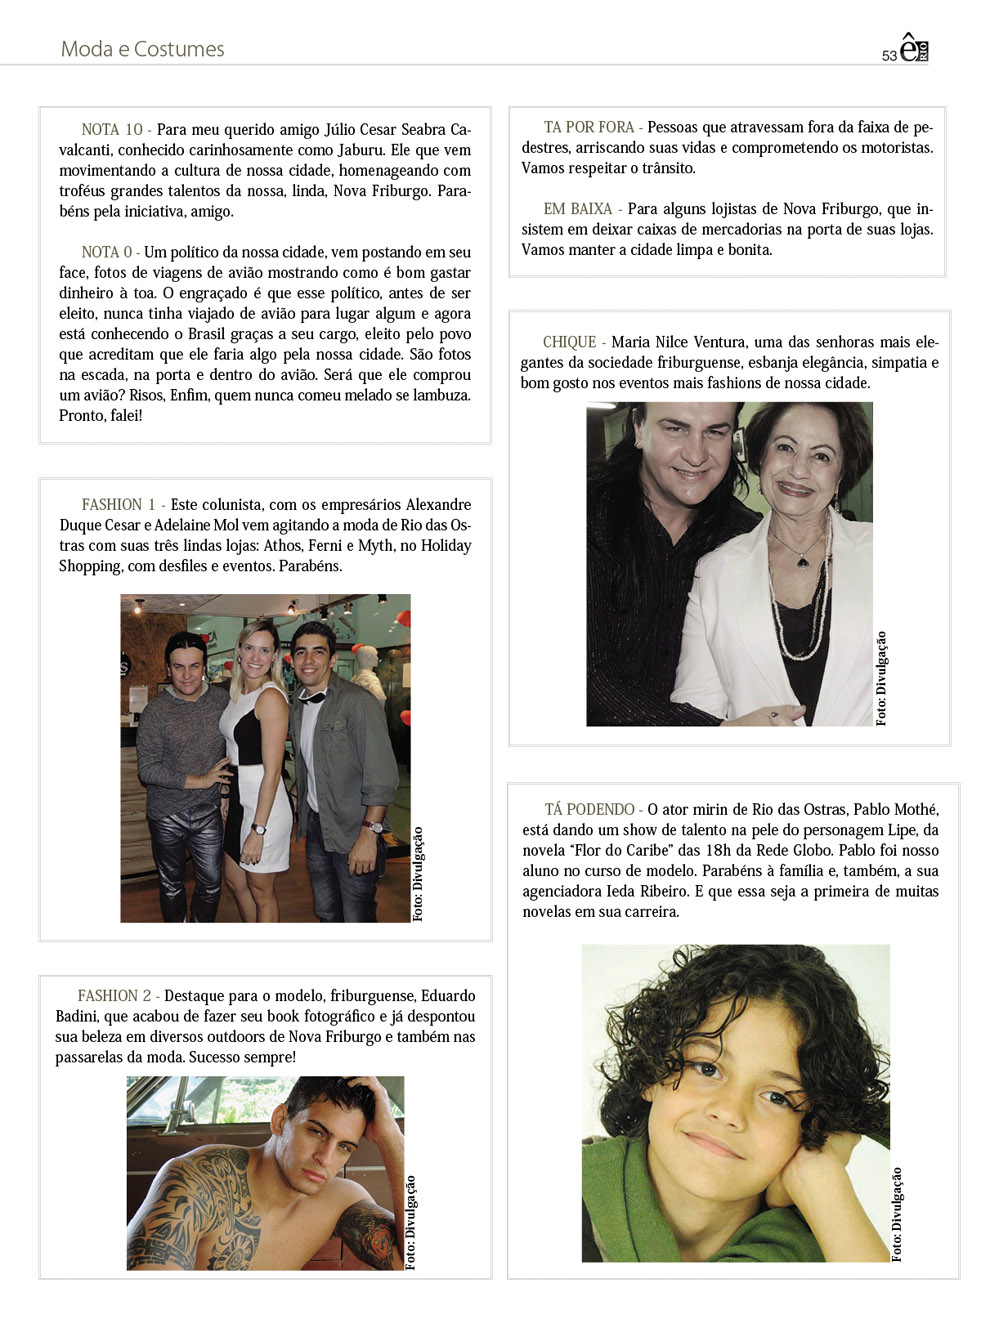 Moda e Costumes
53 ê RIO
NOTA 10 - Para meu querido amigo Júlio Cesar Seabra Ca-
valcanti, conhecido carinhosamente como Jaburu. Ele que vem
movimentando a cultura de nossa cidade, homenageando com
troféus grandes talentos da nossa, linda, Nova Friburgo. Para-
béns pela iniciativa, amigo.
NOTA 0 - Um político da nossa cidade, vem postando em seu
face, fotos de viagens de avião mostrando como é bom gastar
dinheiro à toa. O engraçado é que esse político, antes de ser
eleito, nunca tinha viajado de avião para lugar algum e agora
está conhecendo o Brasil graças a seu cargo, eleito pelo povo
que acreditam que ele faria algo pela nossa cidade. São fotos
na escada, na porta e dentro do avião. Será que ele comprou
um avião? Risos, Enfim, quem nunca comeu melado se lambuza.
Pronto, falei!
FASHION 1 - Este colunista, com os empresários Alexandre
Duque Cesar e Adelaine Mol vem agitando a moda de Rio das Os-
tras com suas três lindas lojas: Athos, Ferni e Myth, no Holiday
Shopping, com desfiles e eventos. Parabéns.
Foto: Divulgação
FASHION 2 - Destaque para o modelo, friburguense, Eduardo
Badini, que acabou de fazer seu book fotográfico e já despontou
sua beleza em diversos outdoors de Nova Friburgo e também nas
passarelas da moda. Sucesso sempre!
Foto: Divulgação
TA POR FORA - Pessoas que atravessam fora da faixa de pe-
destres, arriscando suas vidas e comprometendo os motoristas.
Vamos respeitar o trânsito.
EM BAIXA - Para alguns lojistas de Nova Friburgo, que in-
sistem em deixar caixas de mercadorias na porta de suas lojas.
Vamos manter a cidade limpa e bonita.
CHIQUE - Maria Nilce Ventura, uma das senhoras mais ele-
gantes da sociedade friburguense, esbanja elegância, simpatia e
bom gosto nos eventos mais fashions de nossa cidade.
Foto: Divulgação
TÁ PODENDO - O ator mirin de Rio das Ostras, Pablo Mothé,
está dando um show de talento na pele do personagem Lipe, da
novela “Flor do Caribe” das 18h da Rede Globo. Pablo foi nosso
aluno no curso de modelo. Parabéns à família e, também, a sua
agenciadora Ieda Ribeiro. E que essa seja a primeira de muitas
novelas em sua carreira.
Foto: Divulgação